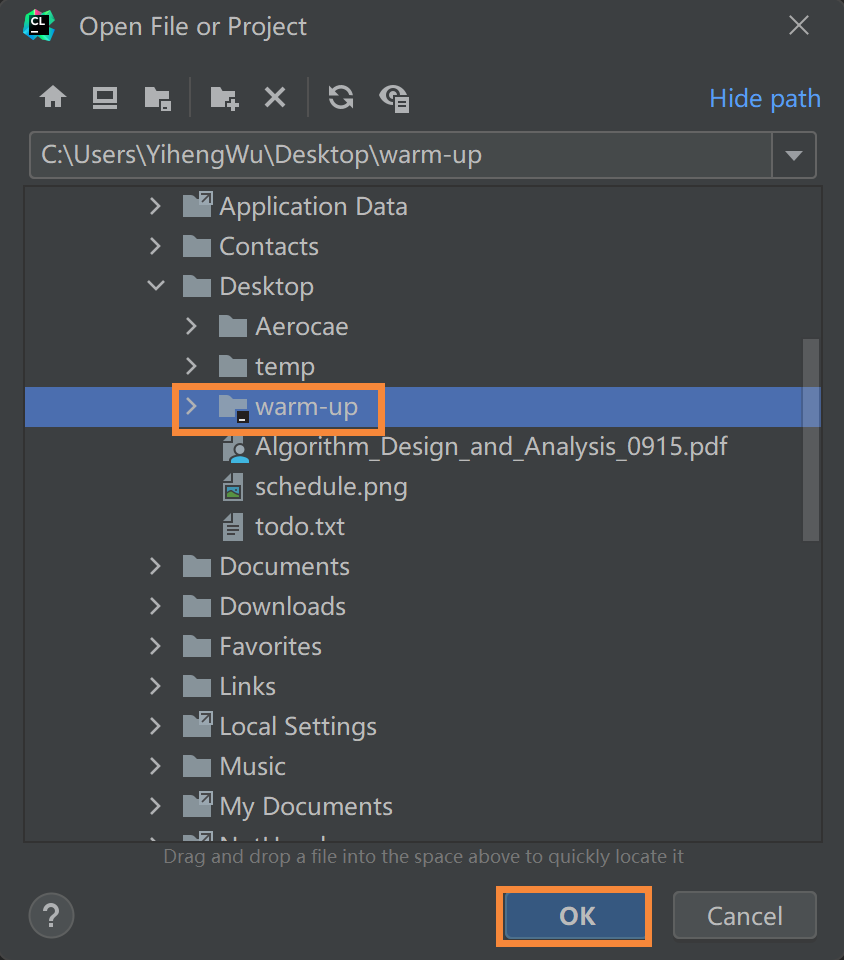 CL
Open File or Project
Hide path
C:\Users\YihengWu\Desktop\warm-up
Application Data
Contacts
Desktop
Aerocae
temp
warm-up
Algorithm_Design_and_Analysis_0915.pdf
schedule.png
todo.txt
Documents
Downloads
Favorites
Links
Local Settings
Music
My Documents
Drag and drop a file into the space above to quickly locate it
?
OK
Cancel